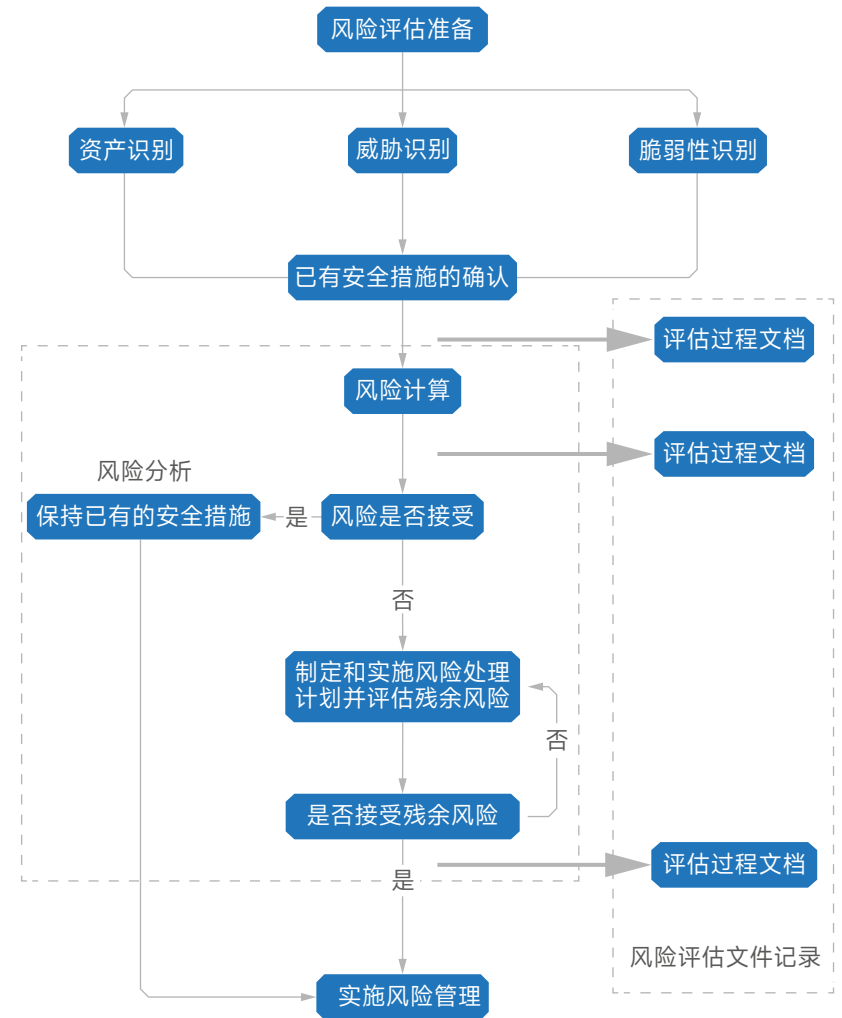 风险评估准备
资产识别
威胁识别
脆弱性识别
已有安全措施的确认
评估过程文档
风险计算
评估过程文档
风险分析
保持已有的安全措施
是
风险是否接受
否
制定和实施风险处理
计划并评估残余风险
否
是否接受残余风险
评估过程文档
是
风险评估文件记录
实施风险管理